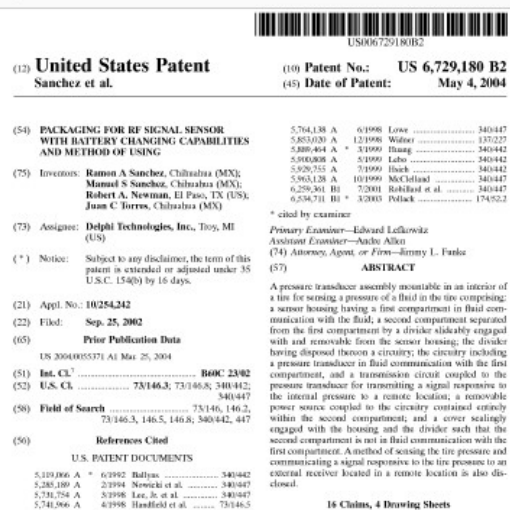 US006729180B2
(12) United States Patent
Sanchez et al.
(10) Patent No.: US 6,729,180 B2
(45) Date of Patent: May 4, 2004
(54) PACKAGING FOR RF SIGNAL SENSOR
WITH BATTERY CHANGING CAPABILITIES
AND METHOD OF USING
(75) Inventors: Ramon A Sanchez, Chihuahua (MX);
Manuel S Sanchez, Chihuahua (MX);
Robert A. Newman, El Paso, TX (US);
Juan C Torres, Chihuahua (MX)
(73) Assignee: Delphi Technologies, Inc., Troy, MI
(US)
( * ) Notice: Subject to any disclaimer, the term of this
patent is extended or adjusted under 35
U.S.C. 154(b) by 16 days.
(21) Appl. No.: 10/254,242
(22) Filed: Sep. 25, 2002
(65) Prior Publication Data
US 2004/0055371 A1 Mar. 25, 2004
(51) Int. Cl.7 ........................ B60C 23/02
(52) U.S. Cl. .............. 73/146.3; 73/146.8; 340/442;
340/447
(58) Field of Search ................... 73/146, 146.2,
73/146.3, 146.5, 146.8; 340/442, 447
(56) References Cited
U.S. PATENT DOCUMENTS
5,119,066 A * 6/1992 Ballyns ................ 340/442
5,285,189 A 2/1994 Nowicki et al. ........ 340/447
5,731,754 A 3/1998 Lee, Jr. et al. ........ 340/447
5,741,966 A 4/1998 Handfield et al. ...... 73/146.5
5,764,138 A 6/1998 Lowe .................. 340/447
5,853,020 A 12/1998 Widner ................ 137/227
5,889,464 A * 3/1999 Huang ................. 340/442
5,900,808 A 5/1999 Lebo .................. 340/442
5,929,755 A 7/1999 Hsieh ................. 340/442
5,963,128 A 10/1999 McClelland ............ 340/447
6,259,361 B1 7/2001 Robillard et al. ....... 340/447
6,534,711 B1 * 3/2003 Pollack ............... 174/52.2
* cited by examiner
Primary Examiner—Edward Lefkowitz
Assistant Examiner—Andre Allen
(74) Attorney, Agent, or Firm—Jimmy L. Funke
(57) ABSTRACT
A pressure transducer assembly mountable in an interior of
a tire for sensing a pressure of a fluid in the tire comprising:
a sensor housing having a first compartment in fluid com-
munication with the fluid; a second compartment separated
from the first compartment by a divider slideably engaged
with and removable from the sensor housing; the divider
having disposed thereon a circuitry; the circuitry including
a pressure transducer in fluid communication with the first
compartment, and a transmission circuit coupled to the
pressure transducer for transmitting a signal responsive to
the internal pressure to a remote location; a removable
power source coupled to the circuitry contained entirely
within the second compartment; and a cover sealingly
engaged with the housing and the divider such that the
second compartment is not in fluid communication with the
first compartment. A method of sensing the tire pressure and
communicating a signal responsive to the tire pressure to an
external receiver located in a remote location is also dis-
closed.
16 Claims, 4 Drawing Sheets